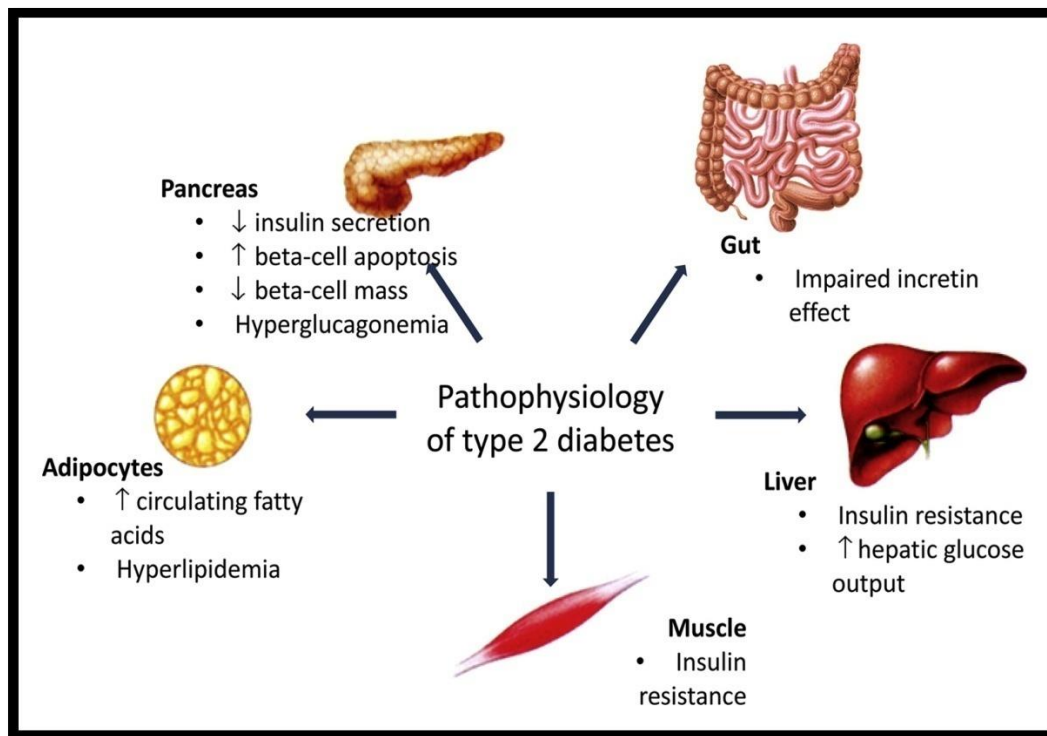 Pancreas
• ↓ insulin secretion
• ↑ beta-cell apoptosis
• ↓ beta-cell mass
• Hyperglucagonemia
Gut
• Impaired incretin
effect
Pathophysiology
of type 2 diabetes
Adipocytes
• ↑ circulating fatty
acids
• Hyperlipidemia
Liver
• Insulin resistance
• ↑ hepatic glucose
output
Muscle
• Insulin
resistance